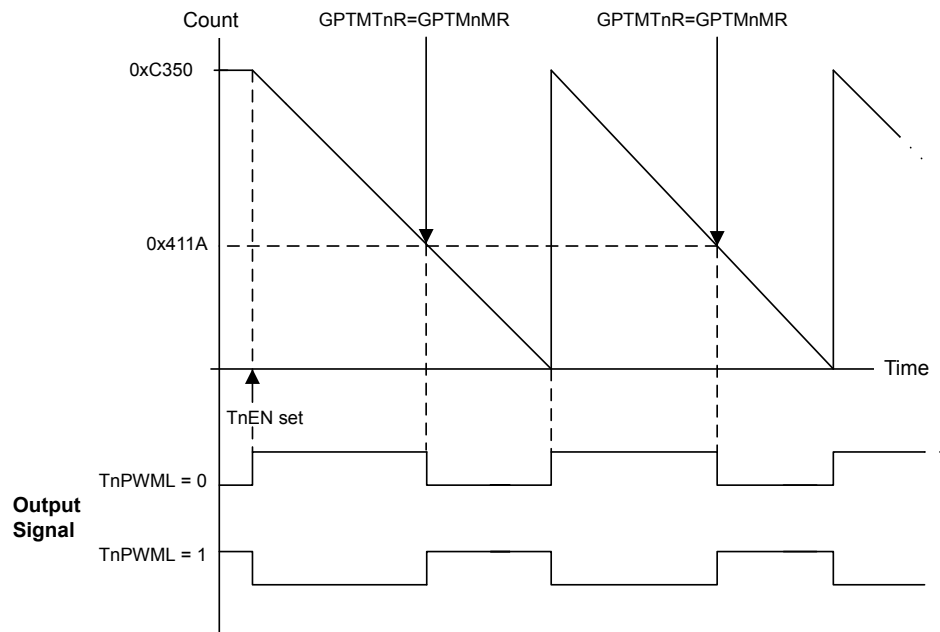 Count
GPTMTnR=GPTMnMR
GPTMTnR=GPTMnMR
0xC350
0x411A
Time
TnEN set
TnPWML = 0
Output
Signal
TnPWML = 1